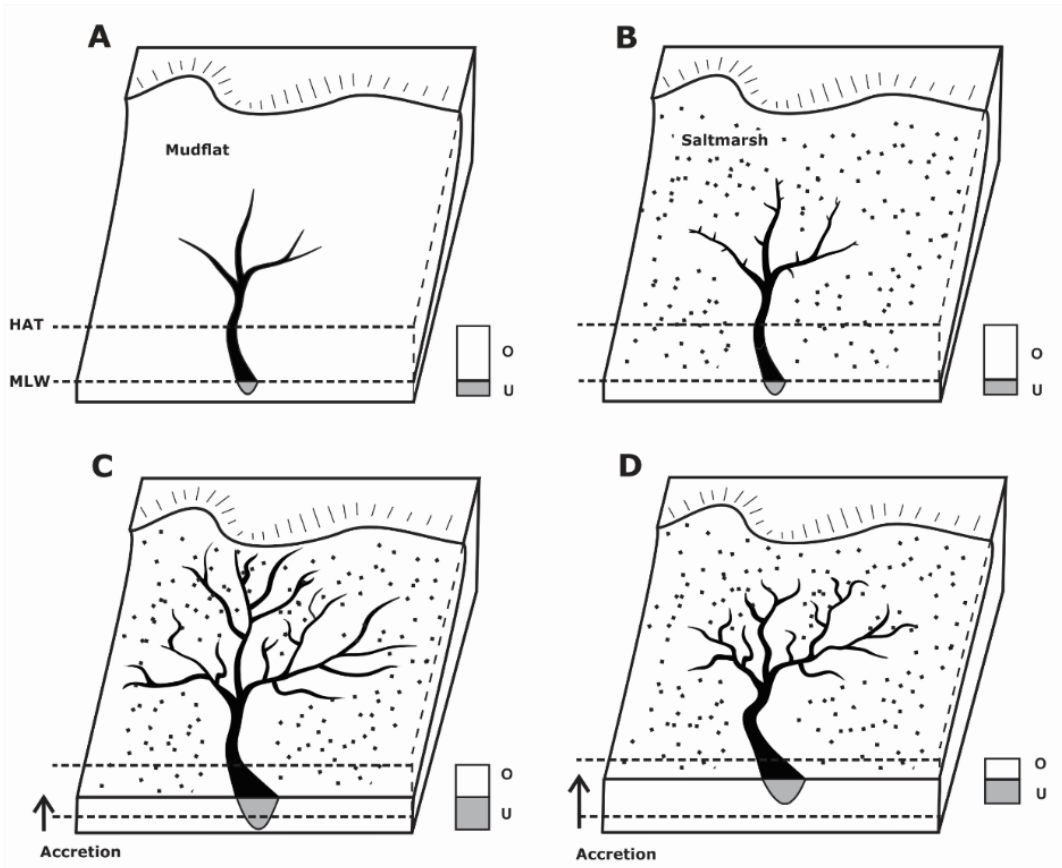 A
B
Mudflat
Saltmarsh
HAT
O
O
MLW
U
U
C
D
O
O
U
U
Accretion
Accretion